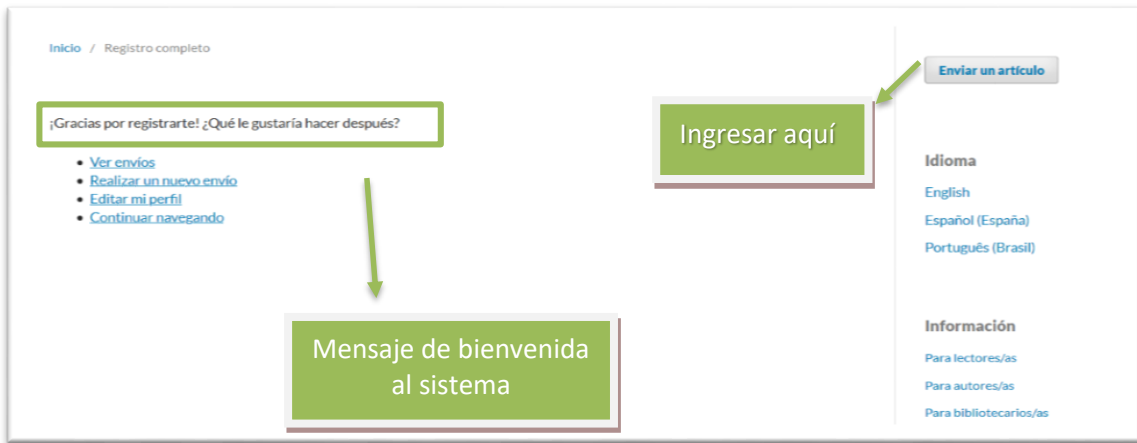 Inicio / Registro completo
¡Gracias por registrarte! ¿Qué le gustaría hacer después?
• Ver envíos
• Realizar un nuevo envío
• Editar mi perfil
• Continuar navegando
Mensaje de bienvenida
al sistema
Ingresar aquí
Enviar un artículo
Idioma
English
Español (España)
Português (Brasil)
Información
Para lectores/as
Para autores/as
Para bibliotecarios/as